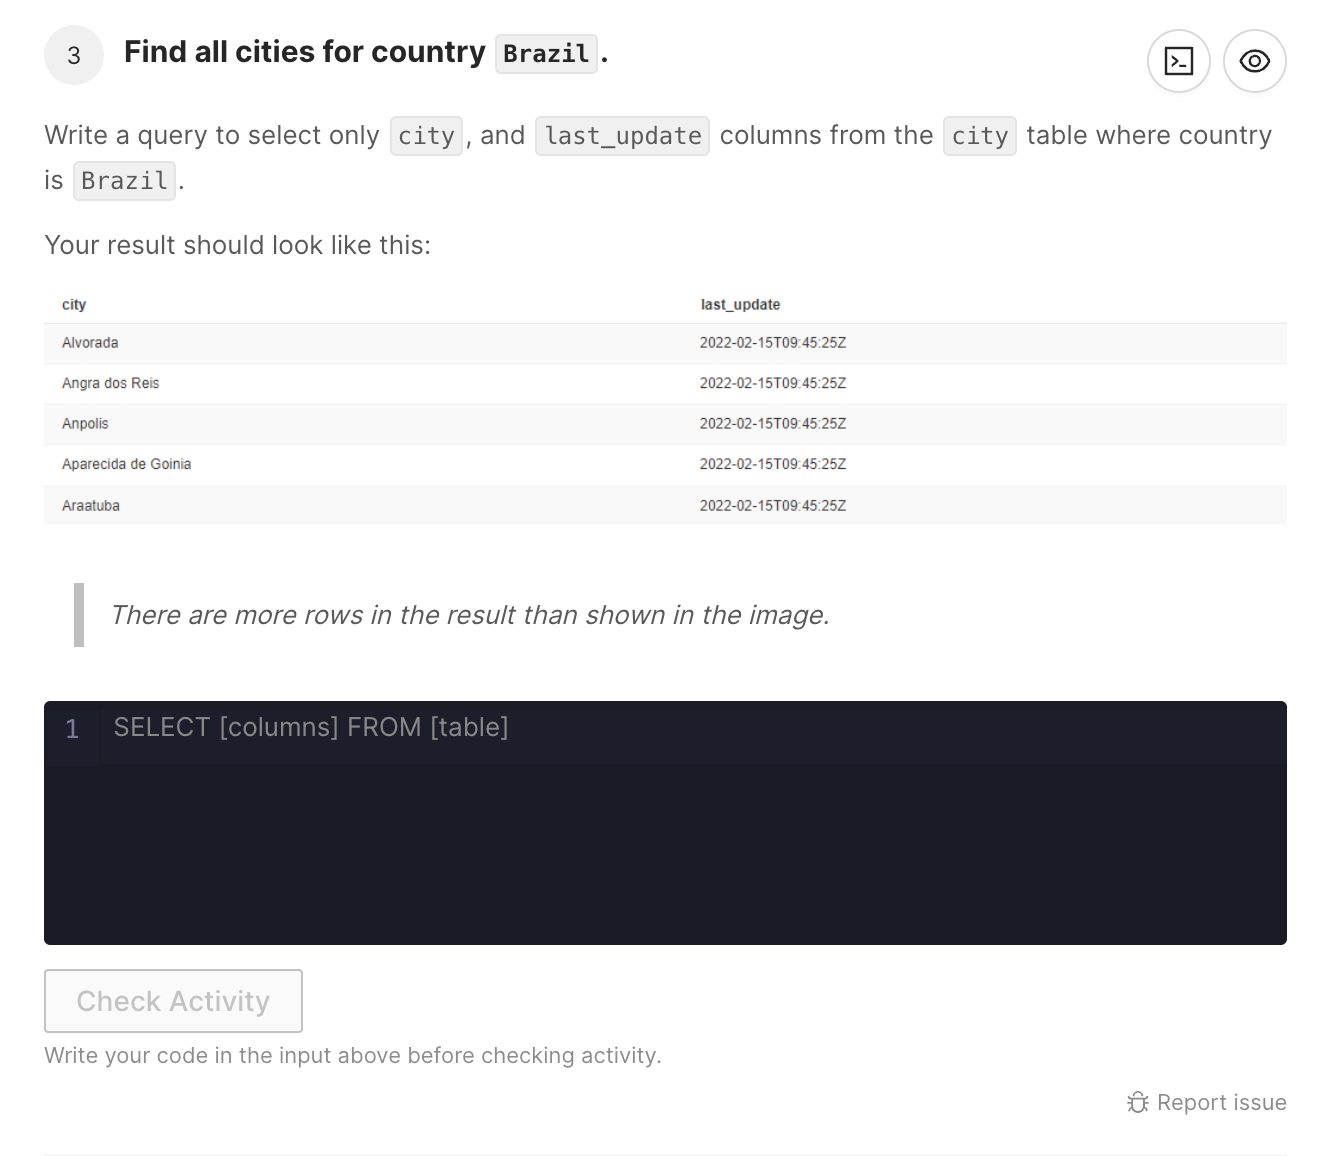 3 Find all cities for country Brazil.
Write a query to select only city, and last_update columns from the city table where country
is Brazil.
Your result should look like this:
city last_update
Alvorada 2022-02-15T09:45:25Z
Angra dos Reis 2022-02-15T09:45:25Z
Anpolis 2022-02-15T09:45:25Z
Aparecida de Goinia 2022-02-15T09:45:25Z
Araatuba 2022-02-15T09:45:25Z
There are more rows in the result than shown in the image.
1 SELECT [columns] FROM [table]
Check Activity
Write your code in the input above before checking activity.
Report issue